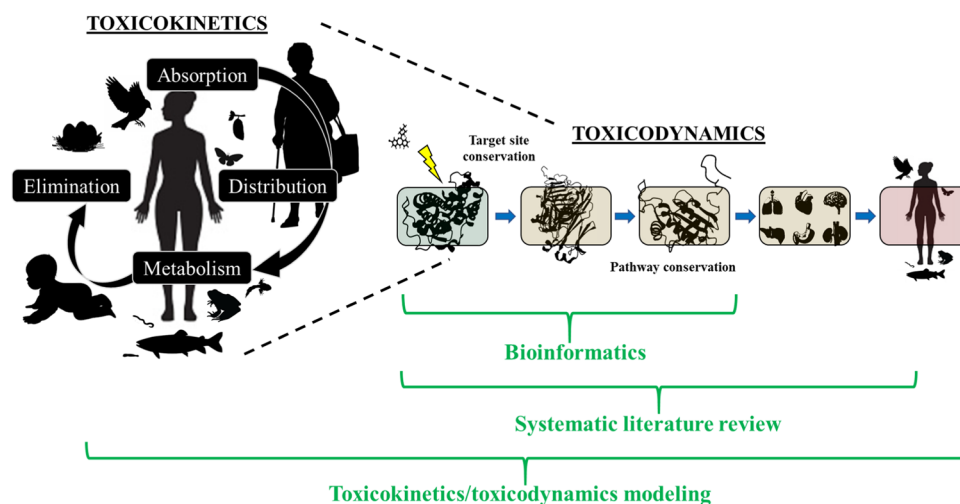 TOXICOKINETICS
Absorption
Elimination
Distribution
Metabolism
TOXICODYNAMICS
Target site
conservation
Pathway conservation
Bioinformatics
Systematic literature review
Toxicokinetics/toxicodynamics modeling